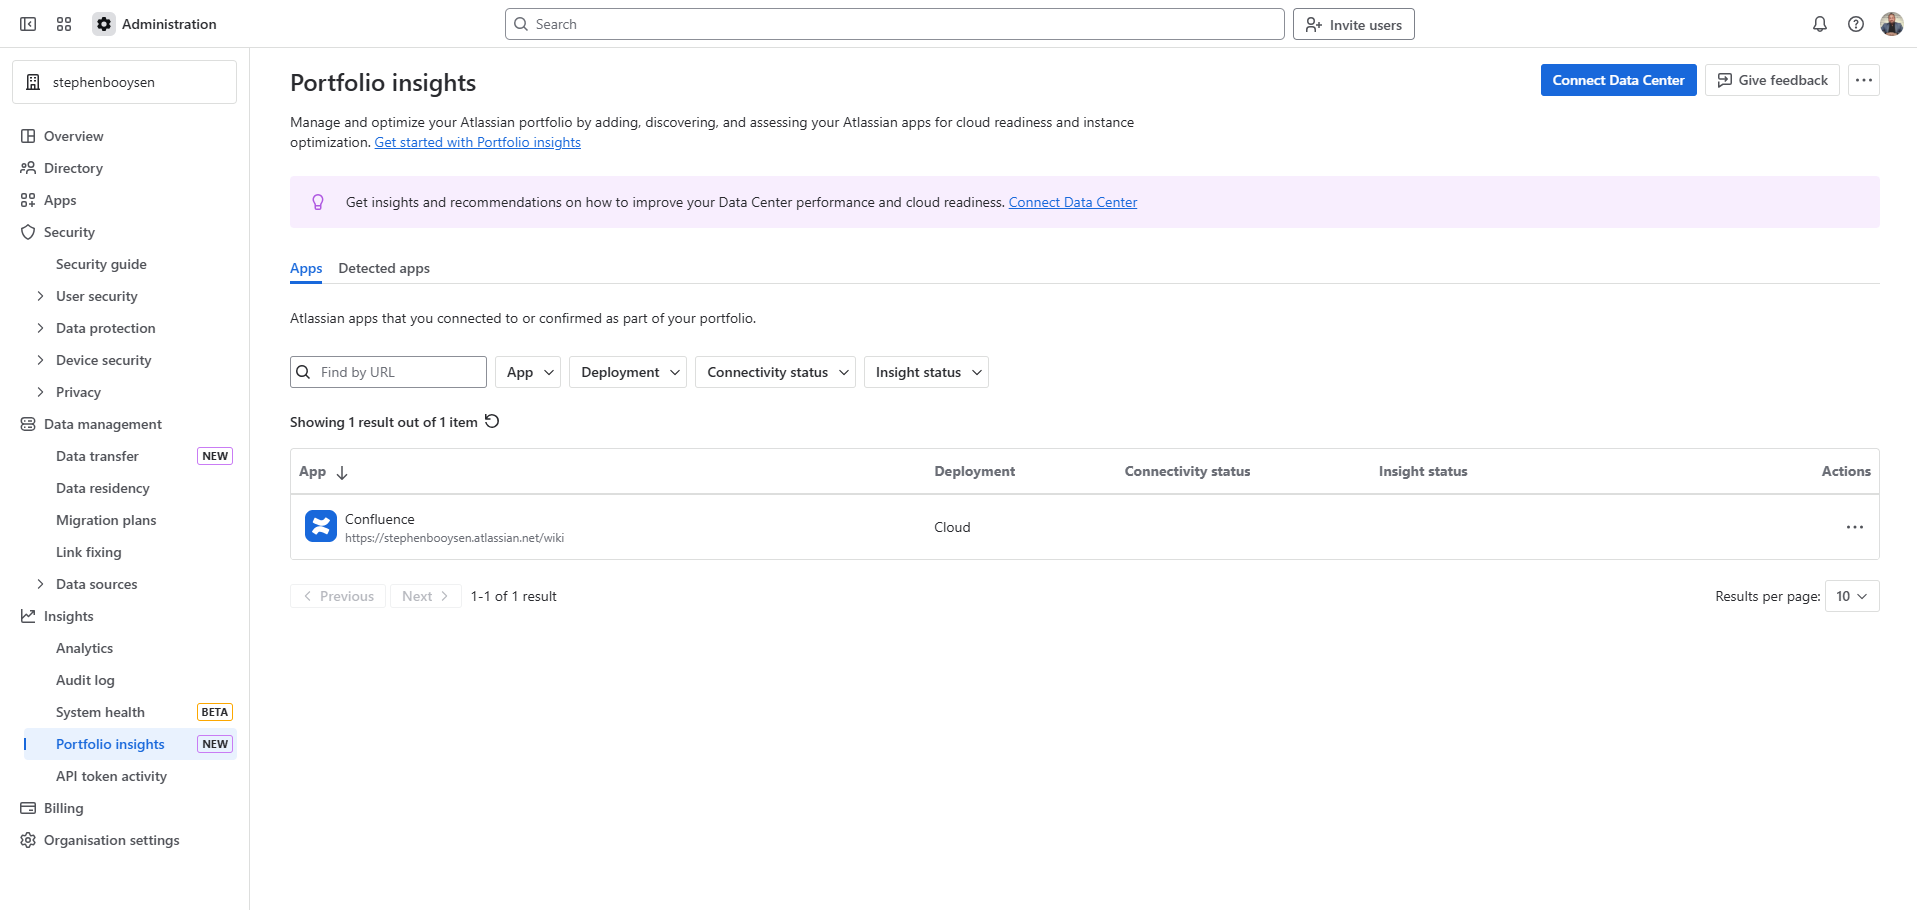 Administration
Search
Invite users
stephenbooysen
Overview
Directory
Apps
Security
Security guide
User security
Data protection
Device security
Privacy
Data management
Data transfer NEW
Data residency
Migration plans
Link fixing
Data sources
Insights
Analytics
Audit log
System health BETA
Portfolio insights NEW
API token activity
Billing
Organisation settings
Portfolio insights
Connect Data Center
Give feedback
Manage and optimize your Atlassian portfolio by adding, discovering, and assessing your Atlassian apps for cloud readiness and instance
optimization. Get started with Portfolio insights
Get insights and recommendations on how to improve your Data Center performance and cloud readiness. Connect Data Center
Apps Detected apps
Atlassian apps that you connected to or confirmed as part of your portfolio.
Find by URL App Deployment Connectivity status Insight status
Showing 1 result out of 1 item
App Deployment Connectivity status Insight status Actions
Confluence
https://stephenbooysen.atlassian.net/wiki
Cloud
Previous Next 1-1 of 1 result
Results per page: 10